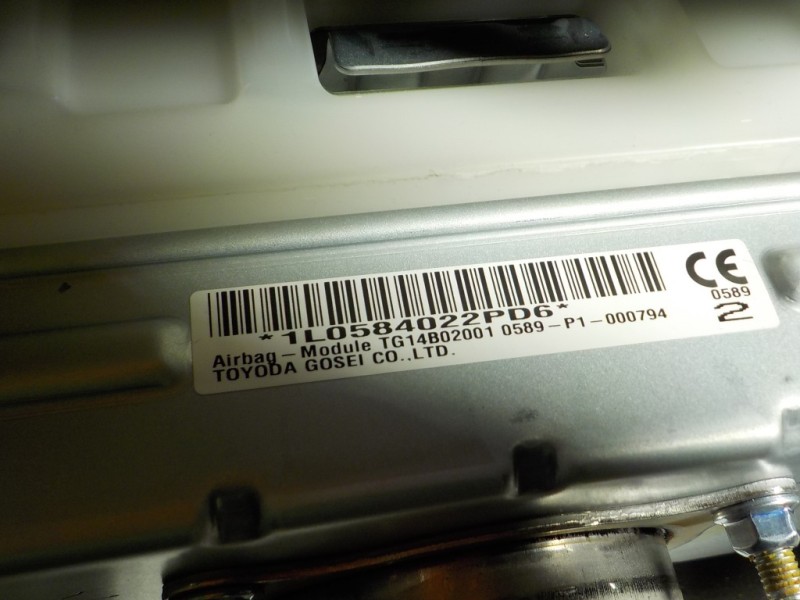 *1L0584022PD6*
Airbag-Module TG14B02001 0589-P1-000794
TOYODA GOSEI CO.,LTD.
CE
0589
2